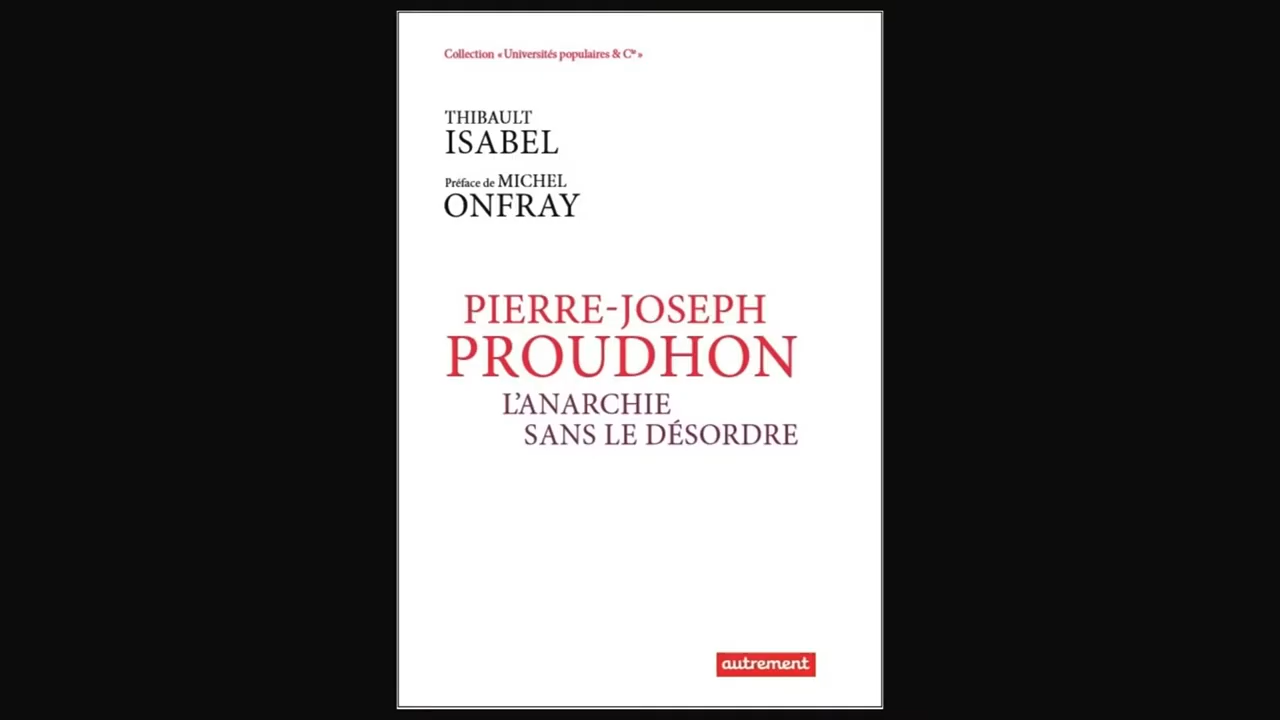 Collection « Universités populaires & Cie »
THIBAULT
ISABEL
Préface de MICHEL
ONFRAY
PIERRE-JOSEPH
PROUDHON
L'ANARCHIE
SANS LE DÉSORDRE
autrement